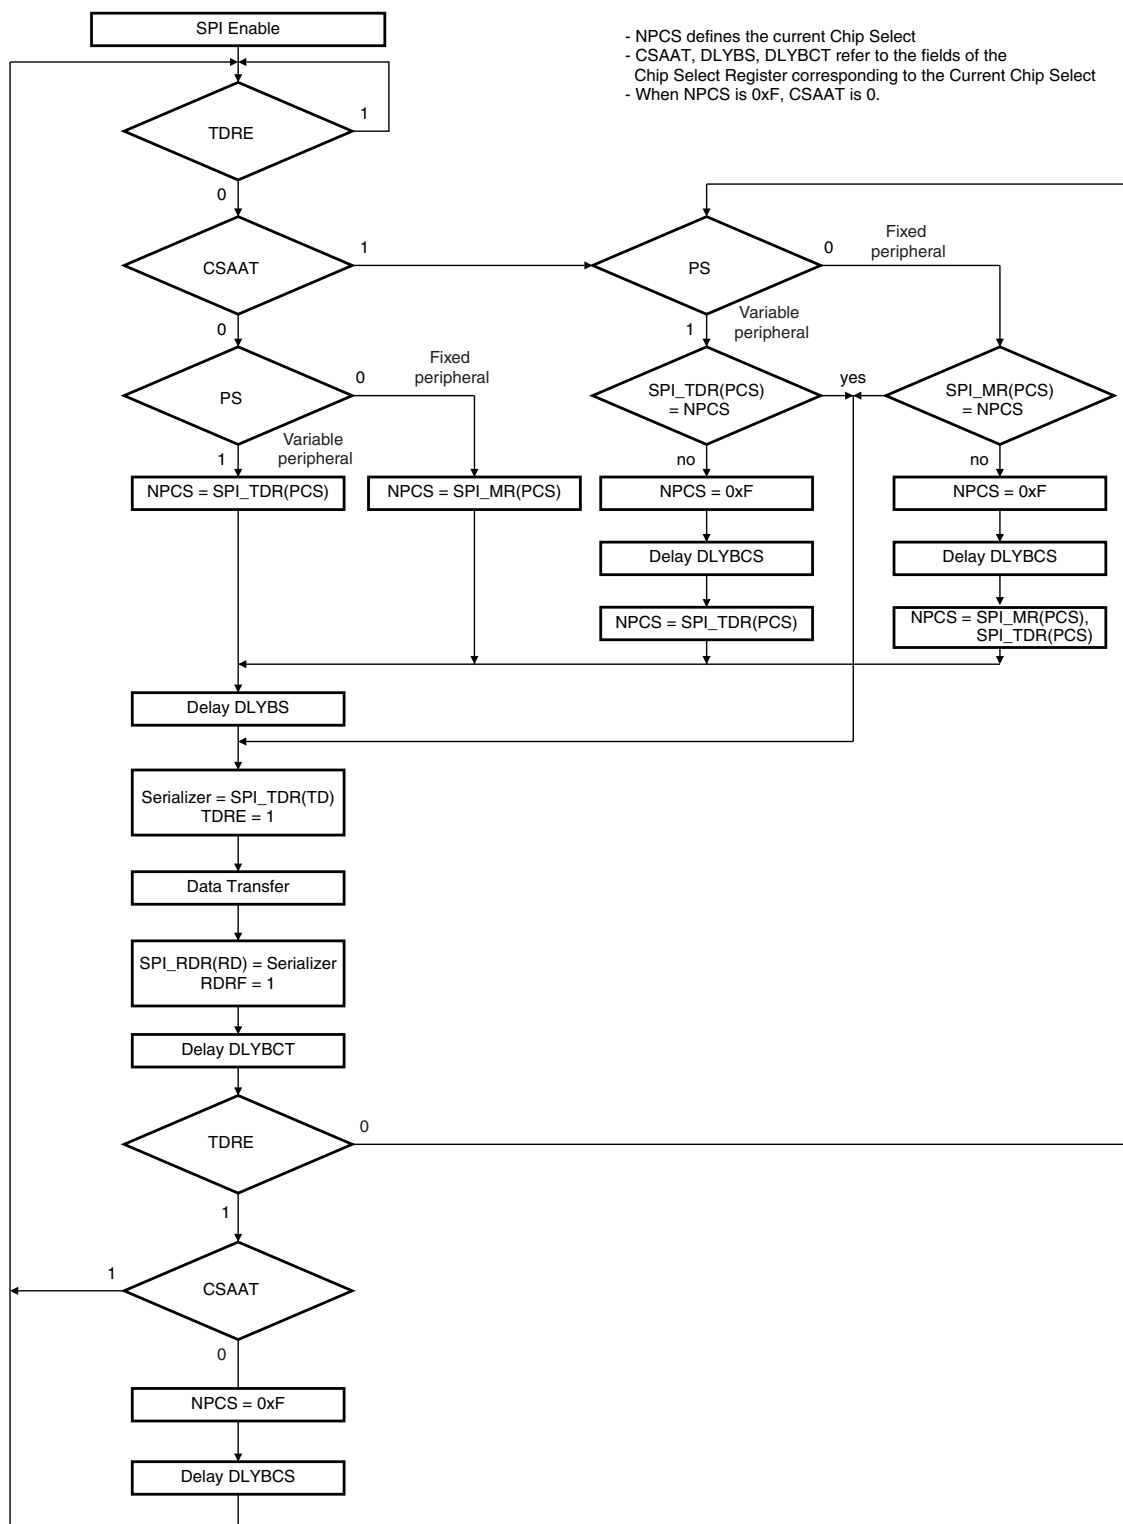 SPI Enable
- NPCS defines the current Chip Select
- CSAAT, DLYBS, DLYBCT refer to the fields of the
Chip Select Register corresponding to the Current Chip Select
- When NPCS is 0xF, CSAAT is 0.
TDRE
1
0
CSAAT
1
0
PS
0
Fixed
peripheral
1
Variable
peripheral
NPCS = SPI_TDR(PCS)
NPCS = SPI_MR(PCS)
PS
0
Fixed
peripheral
1
Variable
peripheral
SPI_TDR(PCS)
= NPCS
yes
SPI_MR(PCS)
= NPCS
no
NPCS = 0xF
Delay DLYBCS
NPCS = SPI_TDR(PCS)
no
NPCS = 0xF
Delay DLYBCS
NPCS = SPI_MR(PCS),
SPI_TDR(PCS)
Delay DLYBS
Serializer = SPI_TDR(TD)
TDRE = 1
Data Transfer
SPI_RDR(RD) = Serializer
RDRF = 1
Delay DLYBCT
TDRE
0
1
CSAAT
1
0
NPCS = 0xF
Delay DLYBCS